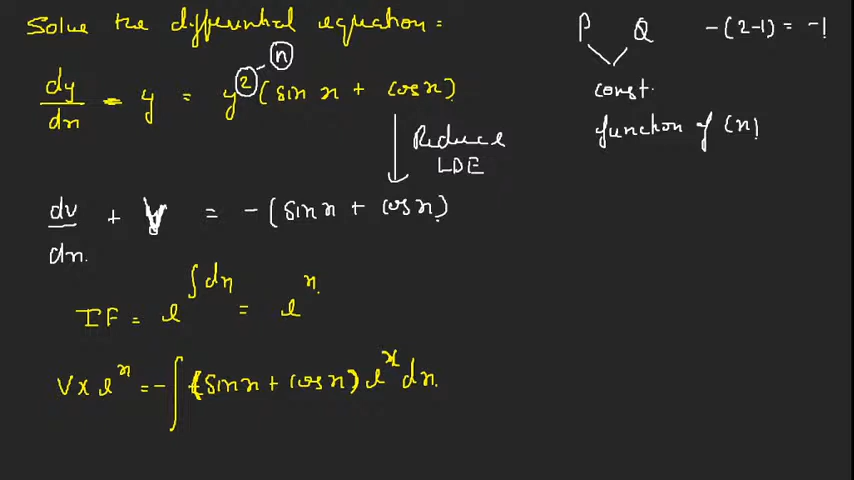 Solve the differential equation =
P Q -(2-1) = -1
n
dy/dx - y = y² (sin x + cos x)
const.
function of (x)
Reduce
LDE
dv/dx + V = -(sin x + cos x)
IF = e^∫dx = e^x.
V x e^x = - ∫ (sin x + cos x) e^x dx.